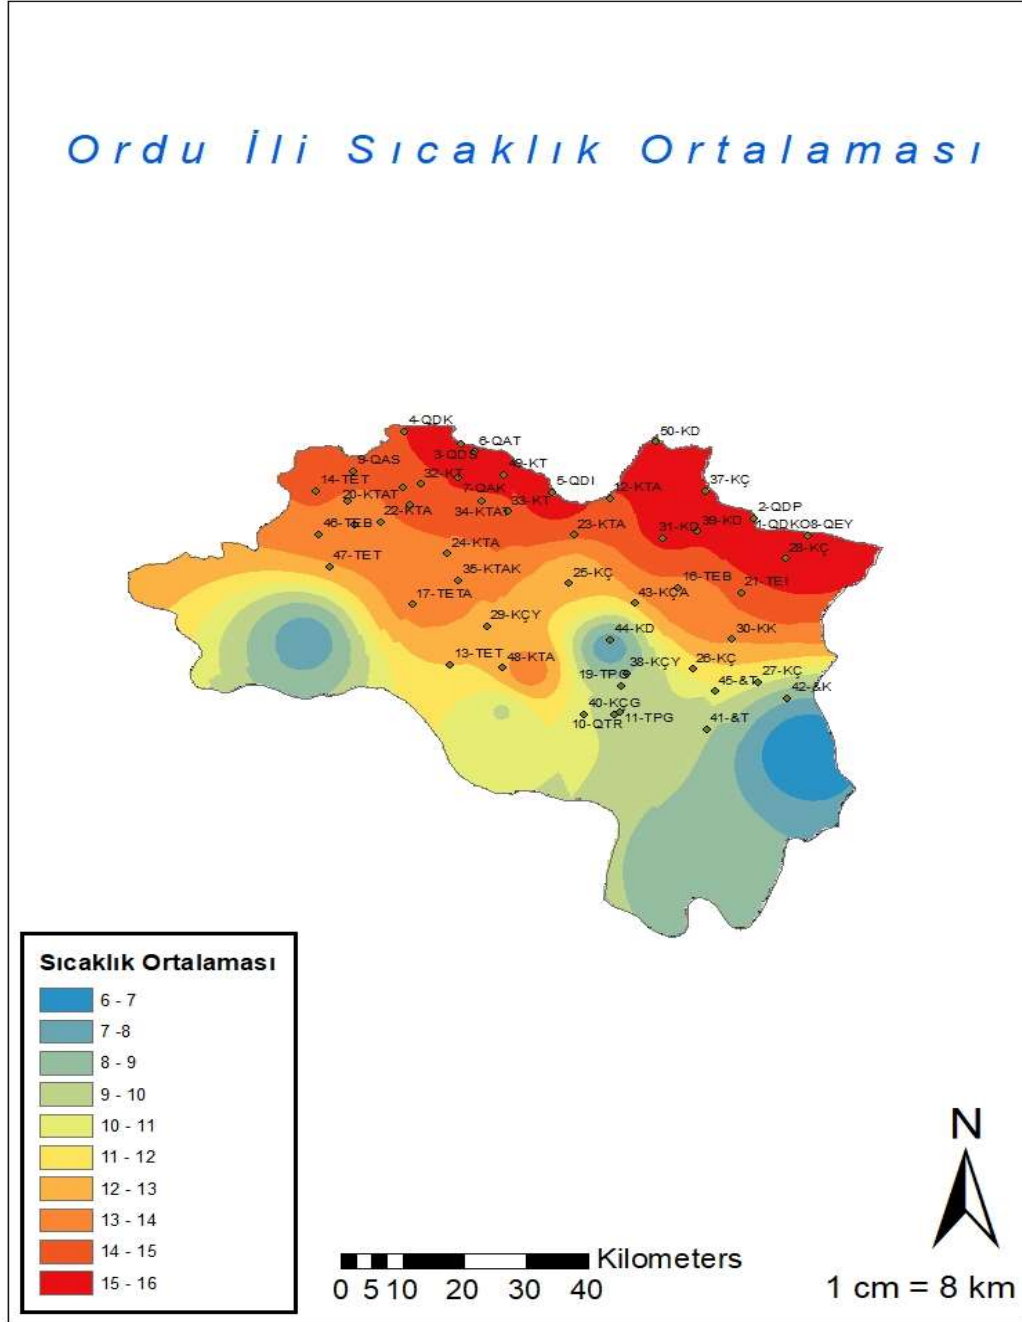 Ordu İli Sıcaklık Ortalaması
4-QDK
50-KD
6-QAT
3-QDS
9-QAS
49-KT
32-KT
37-KÇ
14-TET
7-QAK
5-QDI
12-KTA
20-KTAT
33-KT
2-QDP
22-KTA
34-KTAT
46-TEB
23-KTA
31-KD
39-KD
1-QDKO8-QEY
24-KTA
28-KÇ
47-TET
35-KTAK
25-KÇ
16-TEB
21-TEI
17-TETA
43-KÇA
29-KÇY
44-KD
30-KK
13-TET
48-KTA
38-KÇY
26-KÇ
19-TPG
45-&T
27-KÇ
42-&K
40-KÇG
10-QTR
11-TPG
41-&T
Sıcaklık Ortalaması
6 - 7
7 -8
8 - 9
9 - 10
10 - 11
11 - 12
12 - 13
13 - 14
14 - 15
15 - 16
N
Kilometers
0 5 10 20 30 40
1 cm = 8 km